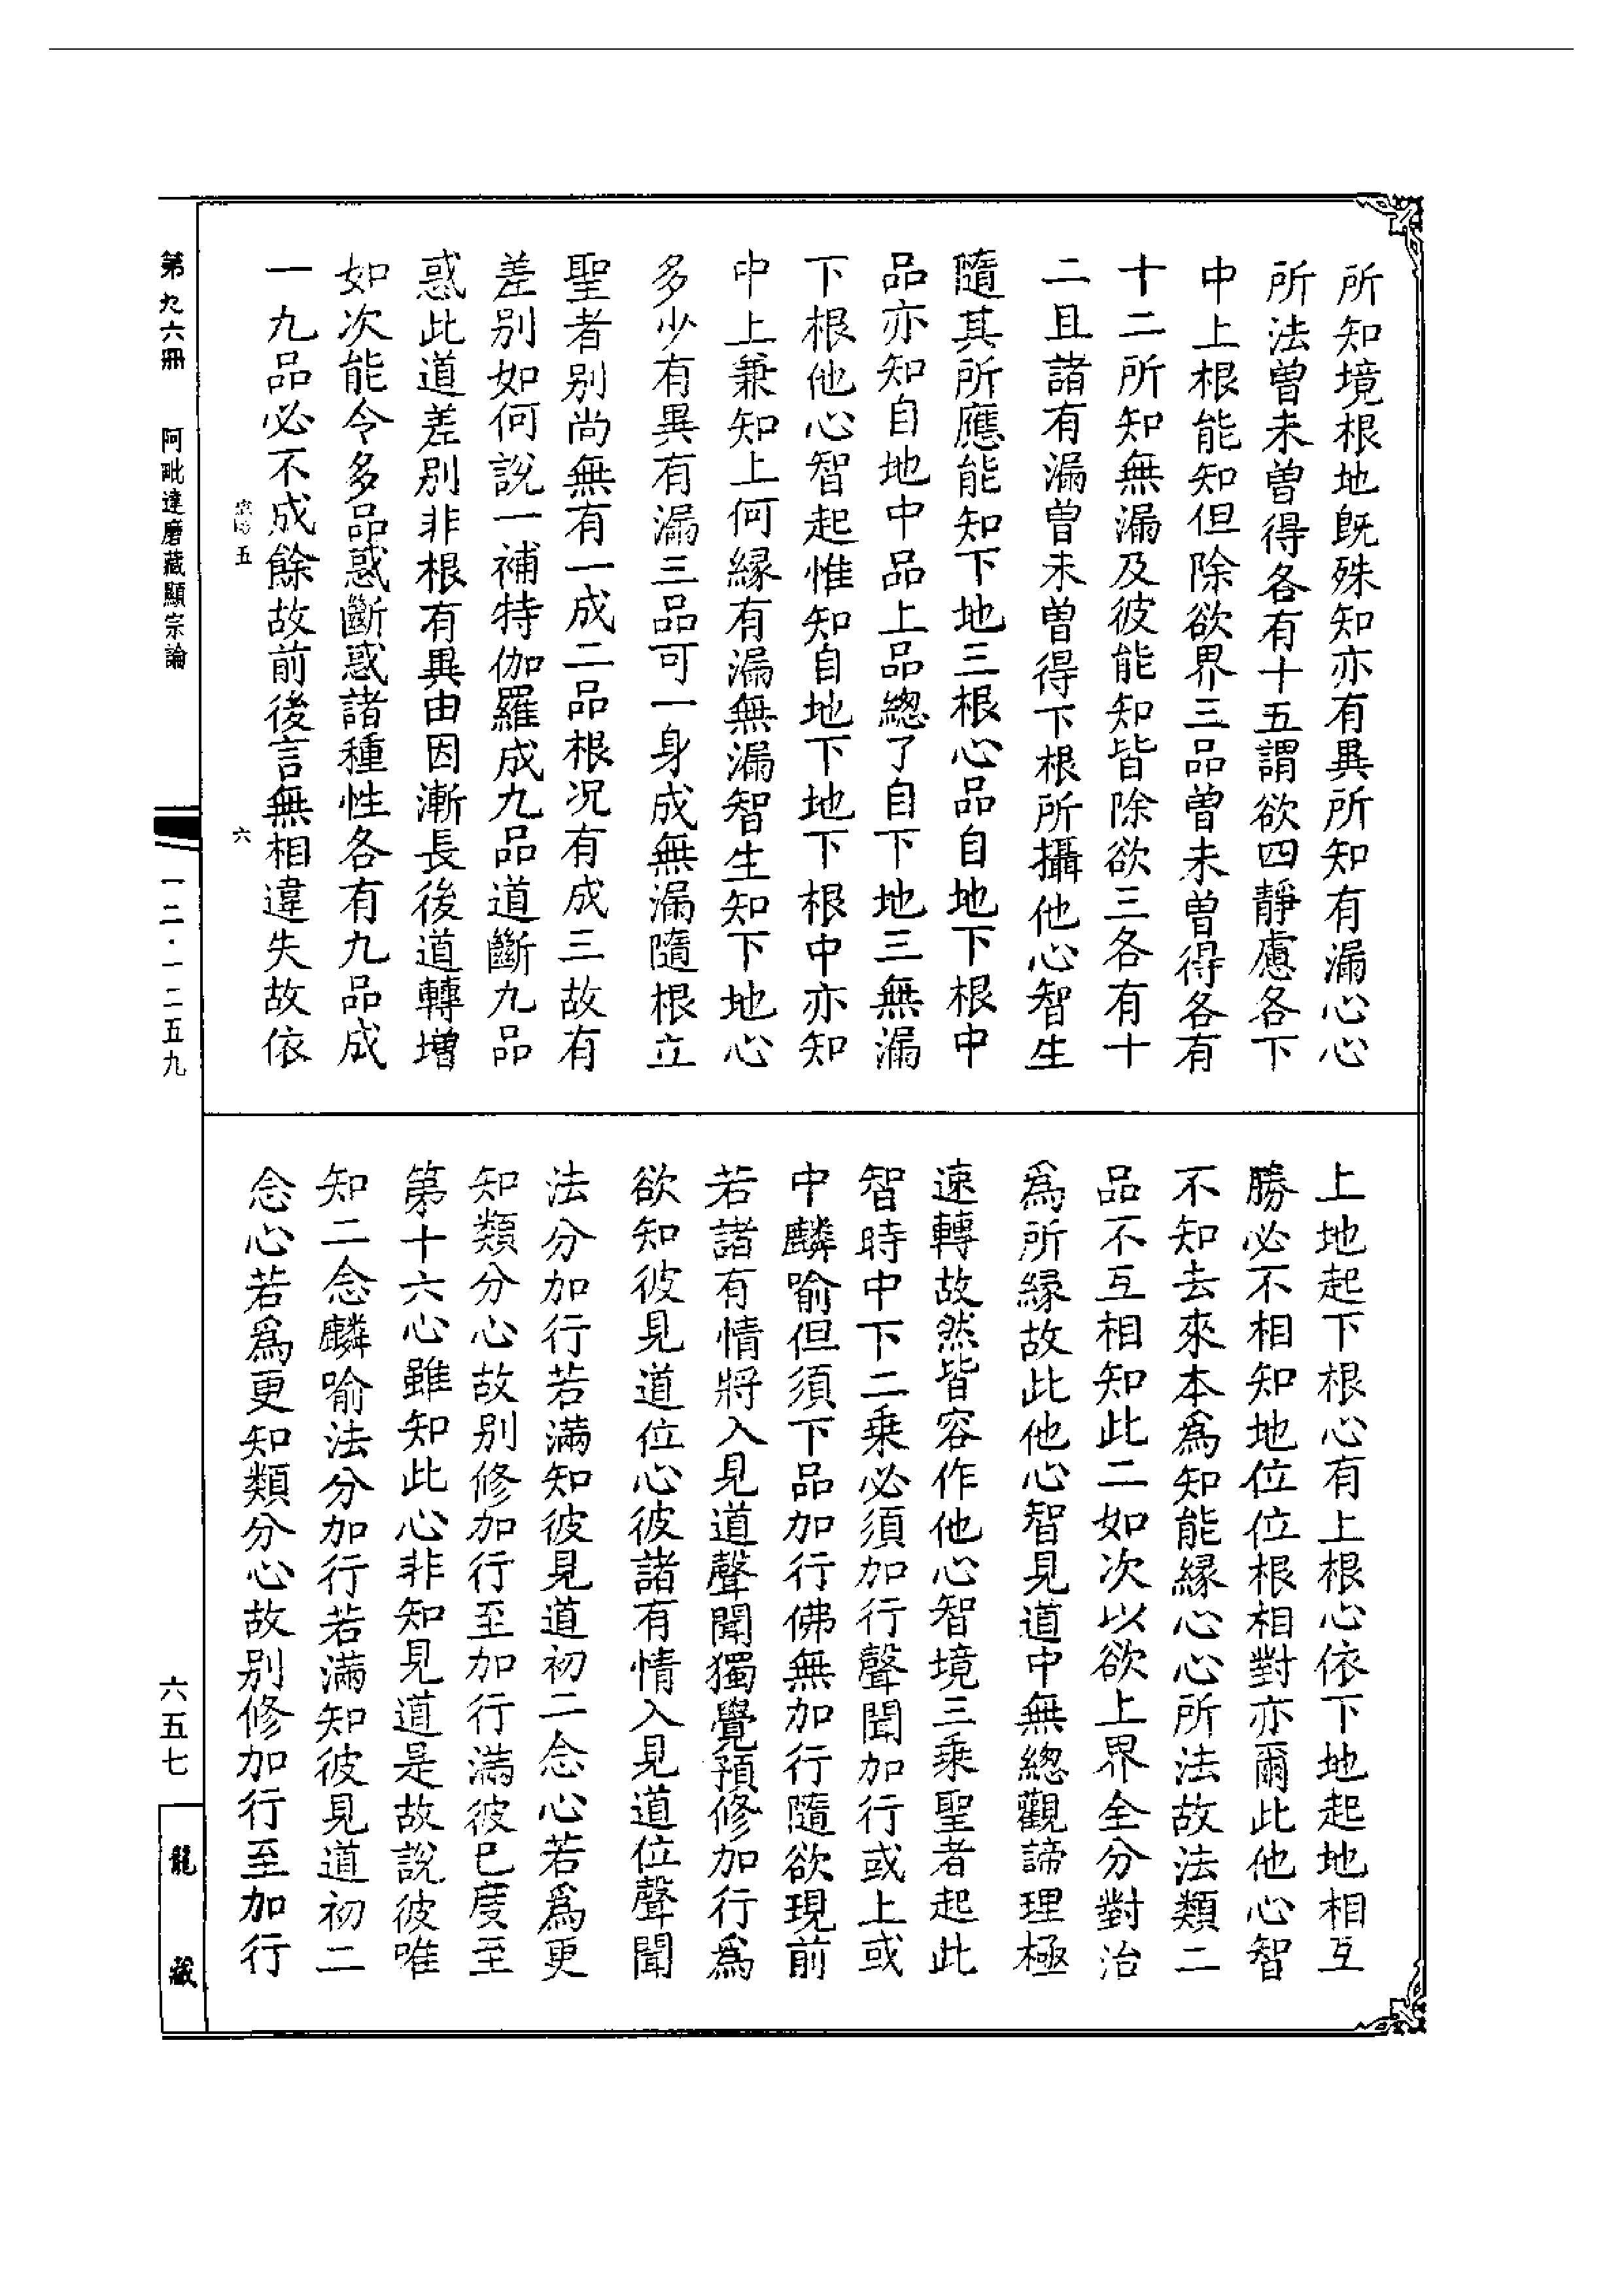 所知境根地旣殊知亦有異所知有漏心心
所法曾未曾得各有十五謂欲四靜慮各下
中上根能知但除欲界三品曾未曾得各有
十二所知無漏及彼能知皆除欲三各有十
二且諸有漏曾未曾得下根所攝他心智生
隨其所應能知下地三根心品自地下根中
品亦知自地中品上品總了自下地三無漏
下根他心智起惟知自地下地下根中亦知
中上兼知上何緣有漏無漏智生知下地心
多少有異有漏三品可一身成無漏隨根立
聖者别尚無有一成二品根况有成三故有
差别如何說一補特伽羅成九品道斷九品
惑此道差别非根有異由因漸長後道轉增
如次能令多品惑斷惑諸種性各有九品成
一九品必不成餘故前後言無相違失故依
上地起下根心有上根心依下地起地相互
勝必不相知地位位根相對亦爾此他心智
不知去來本爲知能緣心心所法故法類二
品不互相知此二如次以欲上界全分對治
爲所緣故此他心智見道中無總觀諦理極
速轉故然皆容作他心智境三乘聖者起此
智時中下二乘必須加行聲聞加行或上或
中麟喻但須下品加行佛無加行隨欲現前
若諸有情將入見道聲聞獨覺預修加行爲
欲知彼見道位心彼諸有情入見道位聲聞
法分加行若滿知彼見道初二念心若爲更
知類分心故别修加行至加行滿彼已度至
第十六心雖知此心非知見道是故說彼唯
知二念麟喻法分加行若滿知彼見道初二
念心若爲更知類分心故别修加行至加行
五
六
第九六冊
阿毗達磨藏顯宗論
一二·一二五九
六五七
龍藏